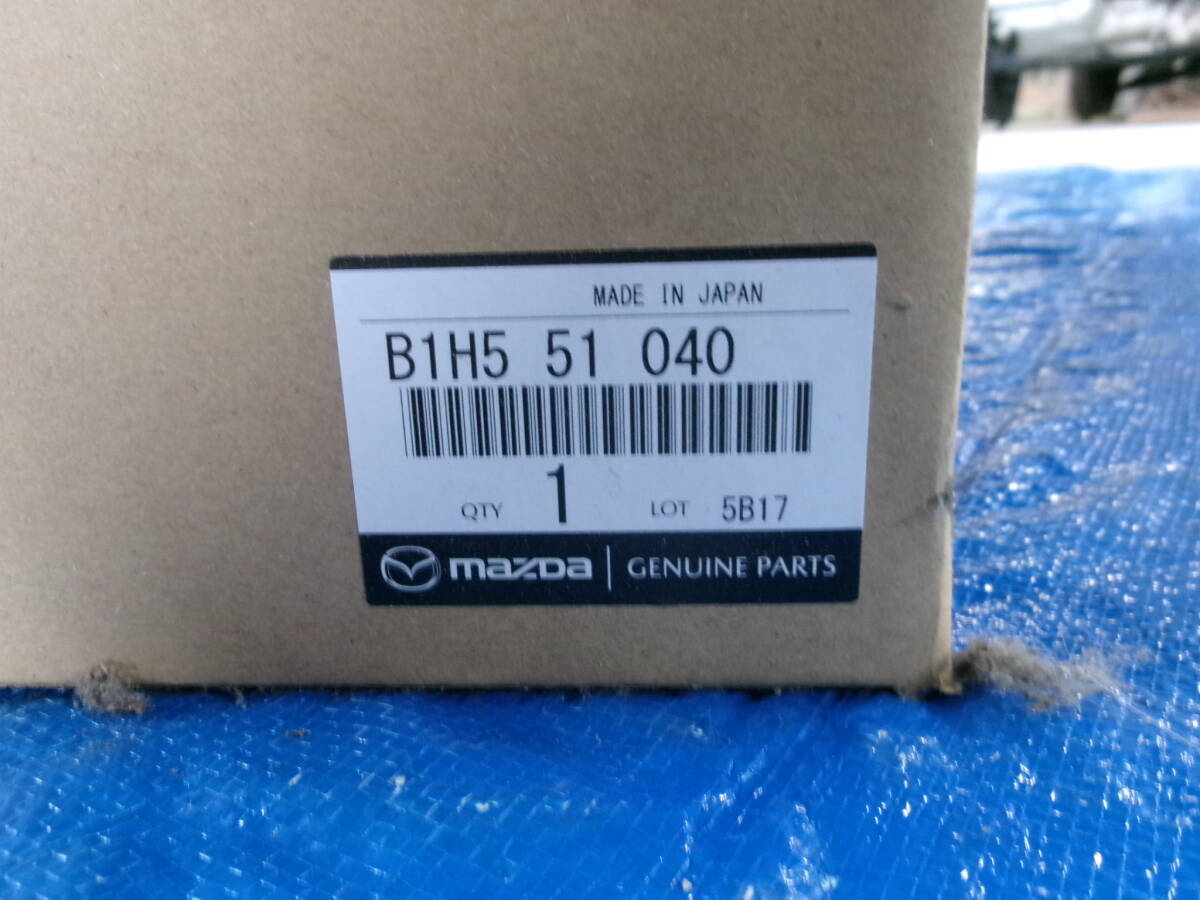 MADE IN JAPAN
B1H5 51 040
QTY 1 LOT 5B17
mazda GENUINE PARTS